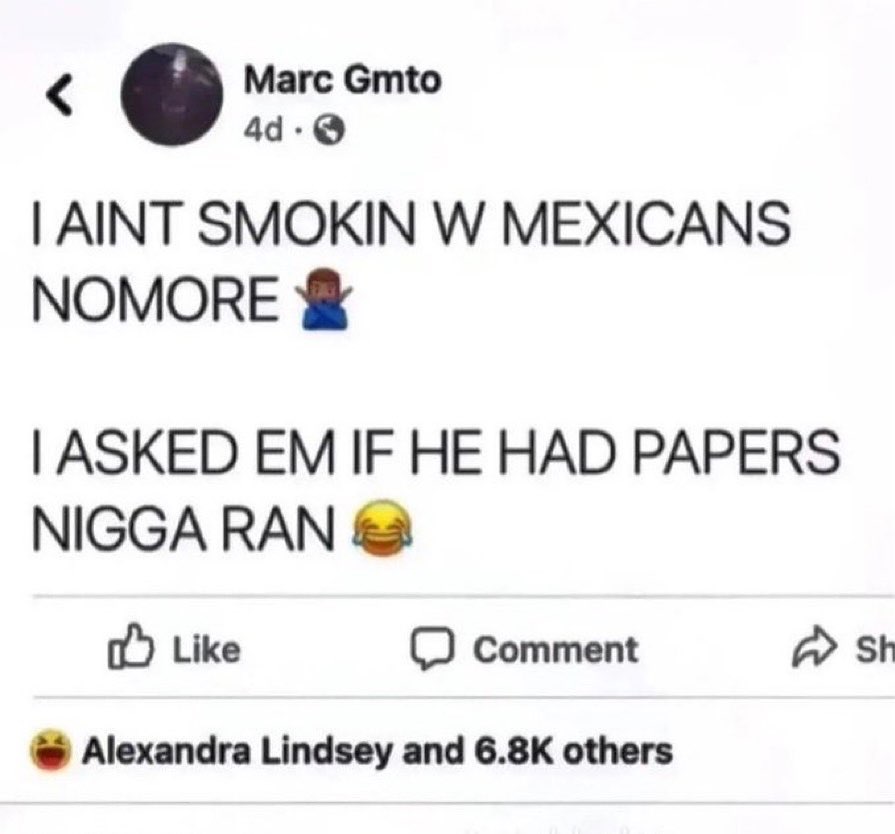 Marc Gmto
4d ·
I AINT SMOKIN W MEXICANS
NOMORE 🙅🏾‍♂️
I ASKED EM IF HE HAD PAPERS
NIGGA RAN 😂
Like Comment Sh
😆 Alexandra Lindsey and 6.8K others